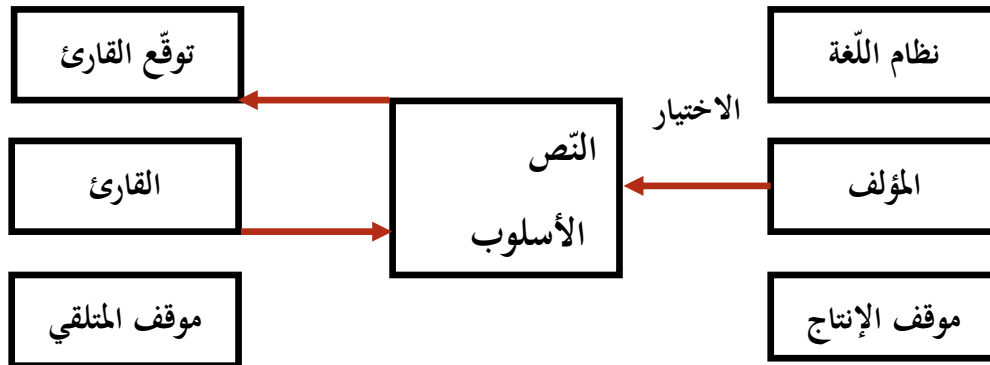 نظام اللّغة
توقّع القارئ
الاختيار
النّص
المؤلف
القارئ
الأسلوب
موقف الإنتاج
موقف المتلقي